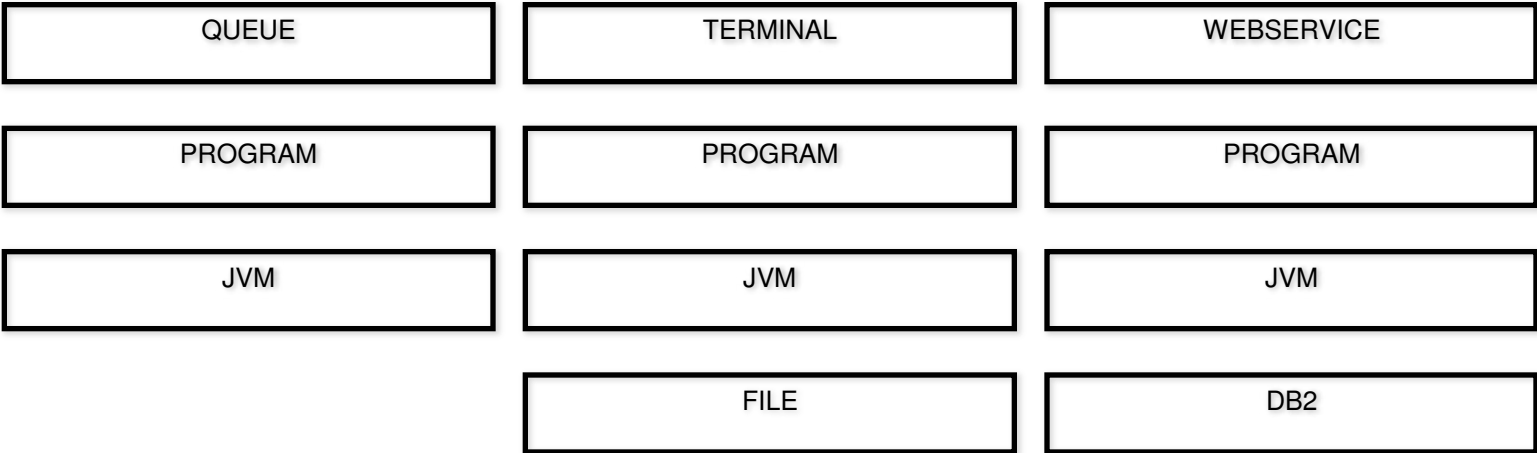 QUEUE
TERMINAL
WEBSERVICE
PROGRAM
PROGRAM
PROGRAM
JVM
JVM
JVM
FILE
DB2